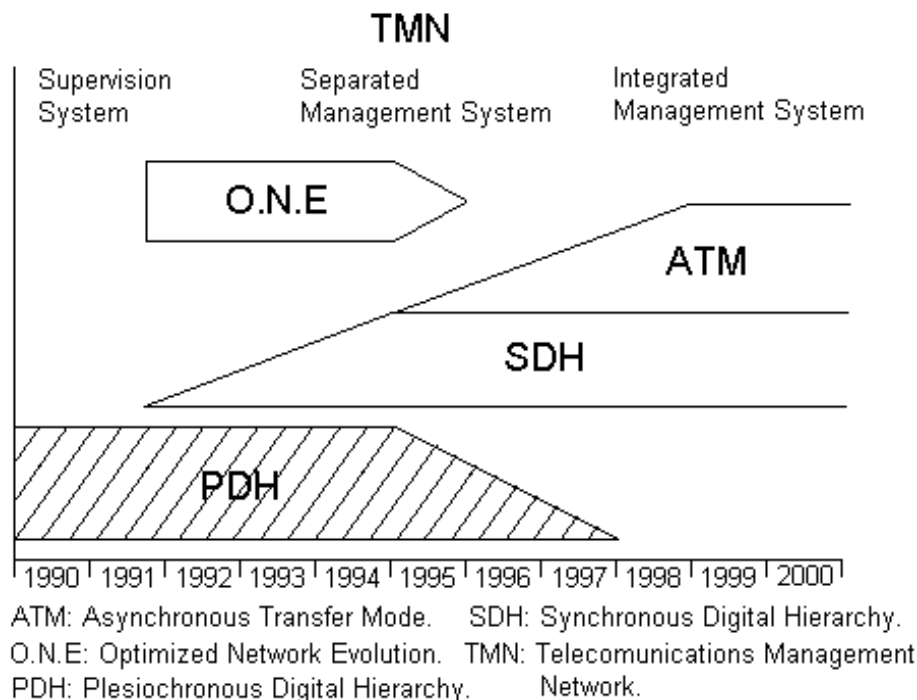 TMN
Supervision System
Separated Management System
Integrated Management System
O.N.E
ATM
SDH
PDH
1990 1991 1992 1993 1994 1995 1996 1997 1998 1999 2000
ATM: Asynchronous Transfer Mode. SDH: Synchronous Digital Hierarchy.
O.N.E: Optimized Network Evolution. TMN: Telecomunications Management
PDH: Plesiochronous Digital Hierarchy. Network.